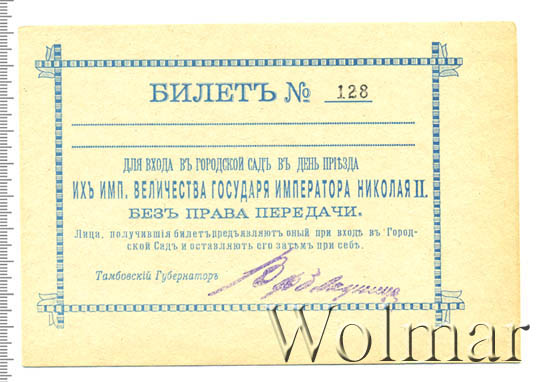 БИЛЕТЪ № 128
ДЛЯ ВХОДА ВЪ ГОРОДСКОЙ САДЪ ВЪ ДЕНЬ ПРІѢЗДА
ИХЪ ИМП. ВЕЛИЧЕСТВА ГОСУДАРЯ ИМПЕРАТОРА НИКОЛАЯ II.
БЕЗЪ ПРАВА ПЕРЕДАЧИ.
Лица, получившія билетъ предъявляютъ оный при входѣ въ Город-
ской Садъ и оставляютъ его затѣмъ при себѣ.
Тамбовскій Губернаторъ
Wolmar